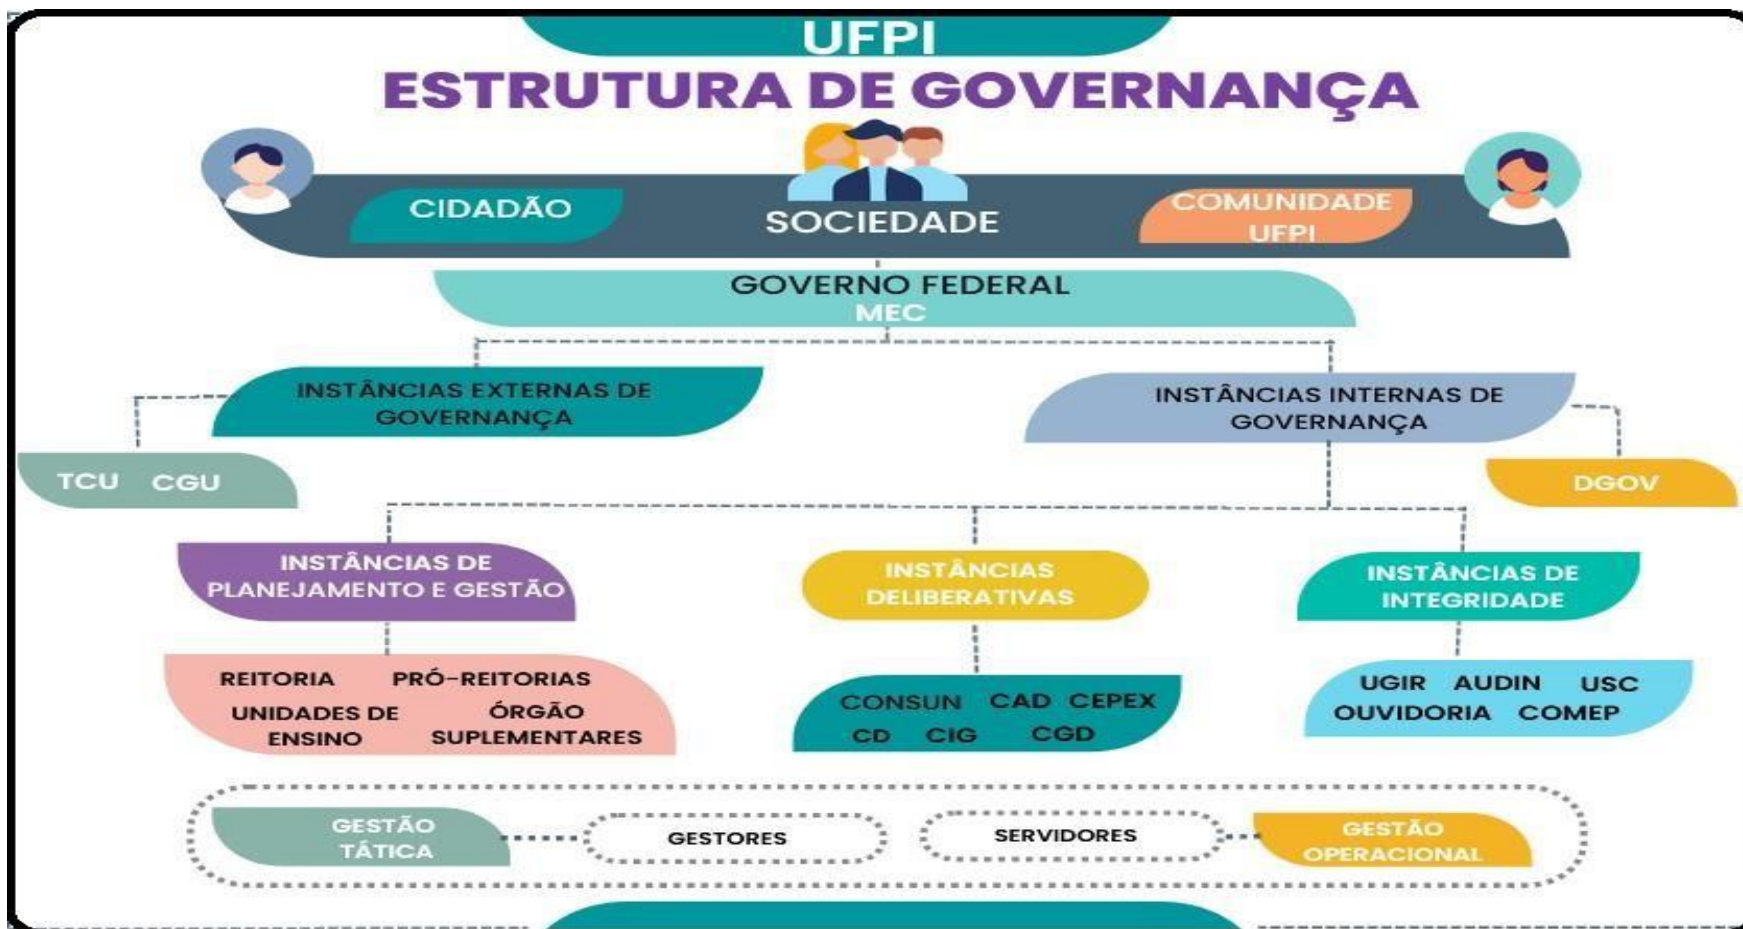 UFPI
ESTRUTURA DE GOVERNANÇA
CIDADÃO
SOCIEDADE
COMUNIDADE
UFPI
GOVERNO FEDERAL
MEC
INSTÂNCIAS EXTERNAS DE
GOVERNANÇA
INSTÂNCIAS INTERNAS DE
GOVERNANÇA
TCU CGU
DGOV
INSTÂNCIAS DE
PLANEJAMENTO E GESTÃO
INSTÂNCIAS
DELIBERATIVAS
INSTÂNCIAS DE
INTEGRIDADE
REITORIA PRÓ-REITORIAS
UNIDADES DE
ENSINO
ÓRGÃO
SUPLEMENTARES
CONSUN CAD CEPEX
CD CIG CGD
UGIR AUDIN USC
OUVIDORIA COMEP
GESTÃO
TÁTICA
GESTORES
SERVIDORES
GESTÃO
OPERACIONAL